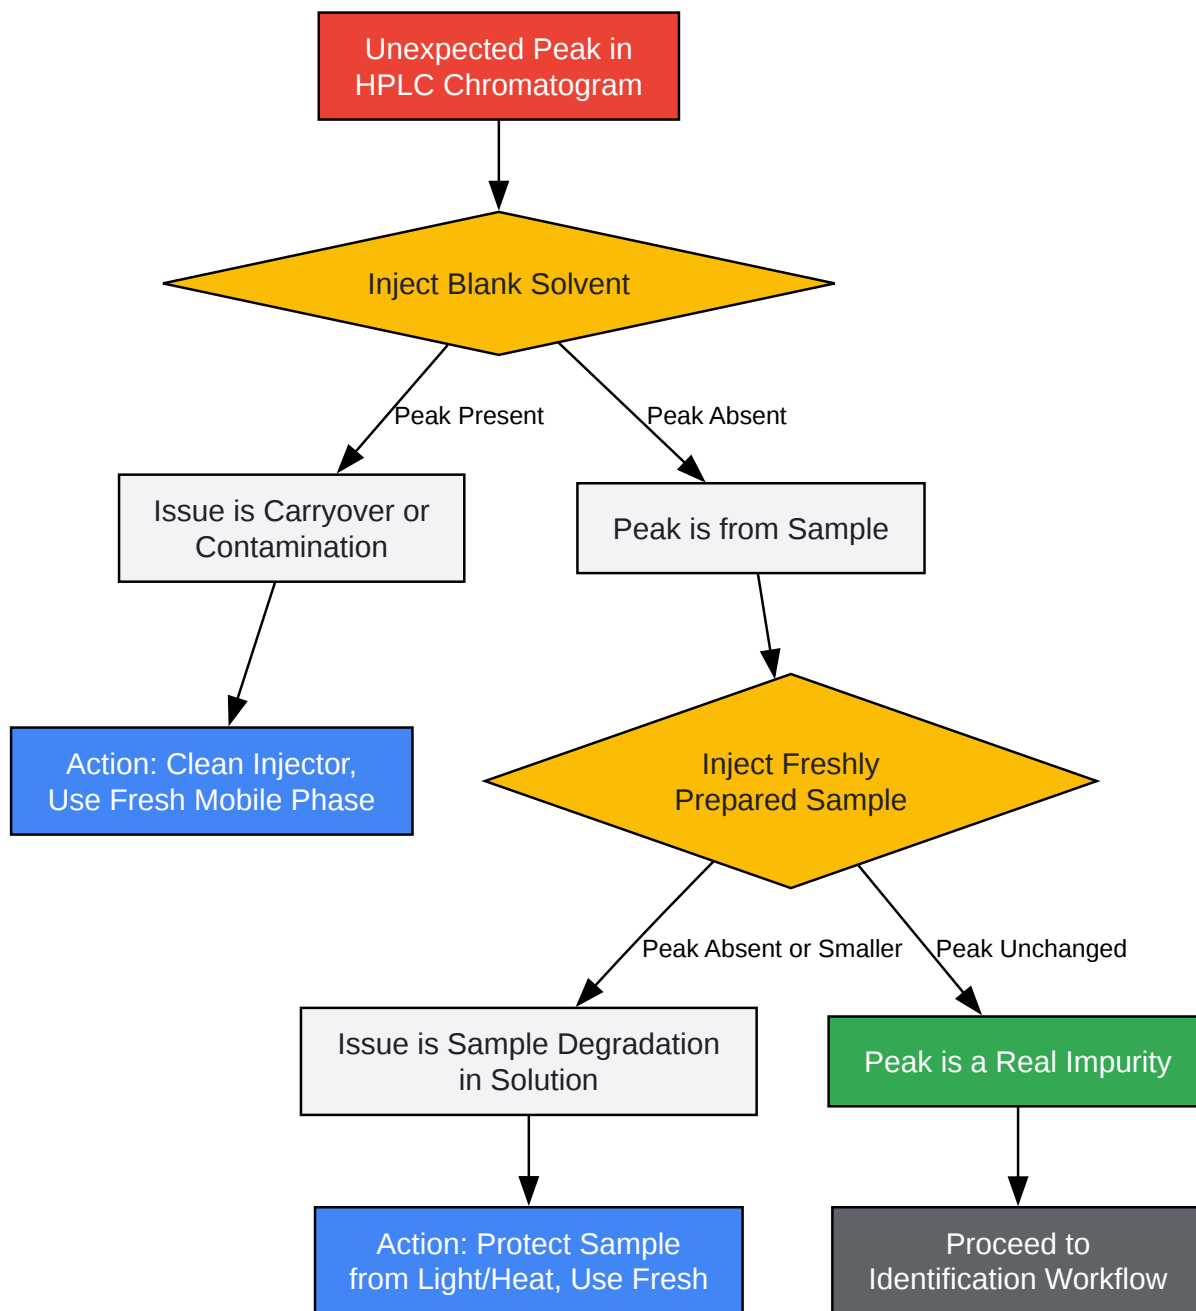 Unexpected Peak in
HPLC Chromatogram
Inject Blank Solvent
Peak Present
Peak Absent
Issue is Carryover or
Contamination
Peak is from Sample
Action: Clean Injector,
Use Fresh Mobile Phase
Inject Freshly
Prepared Sample
Peak Absent or Smaller
Peak Unchanged
Issue is Sample Degradation
in Solution
Peak is a Real Impurity
Action: Protect Sample
from Light/Heat, Use Fresh
Proceed to
Identification Workflow